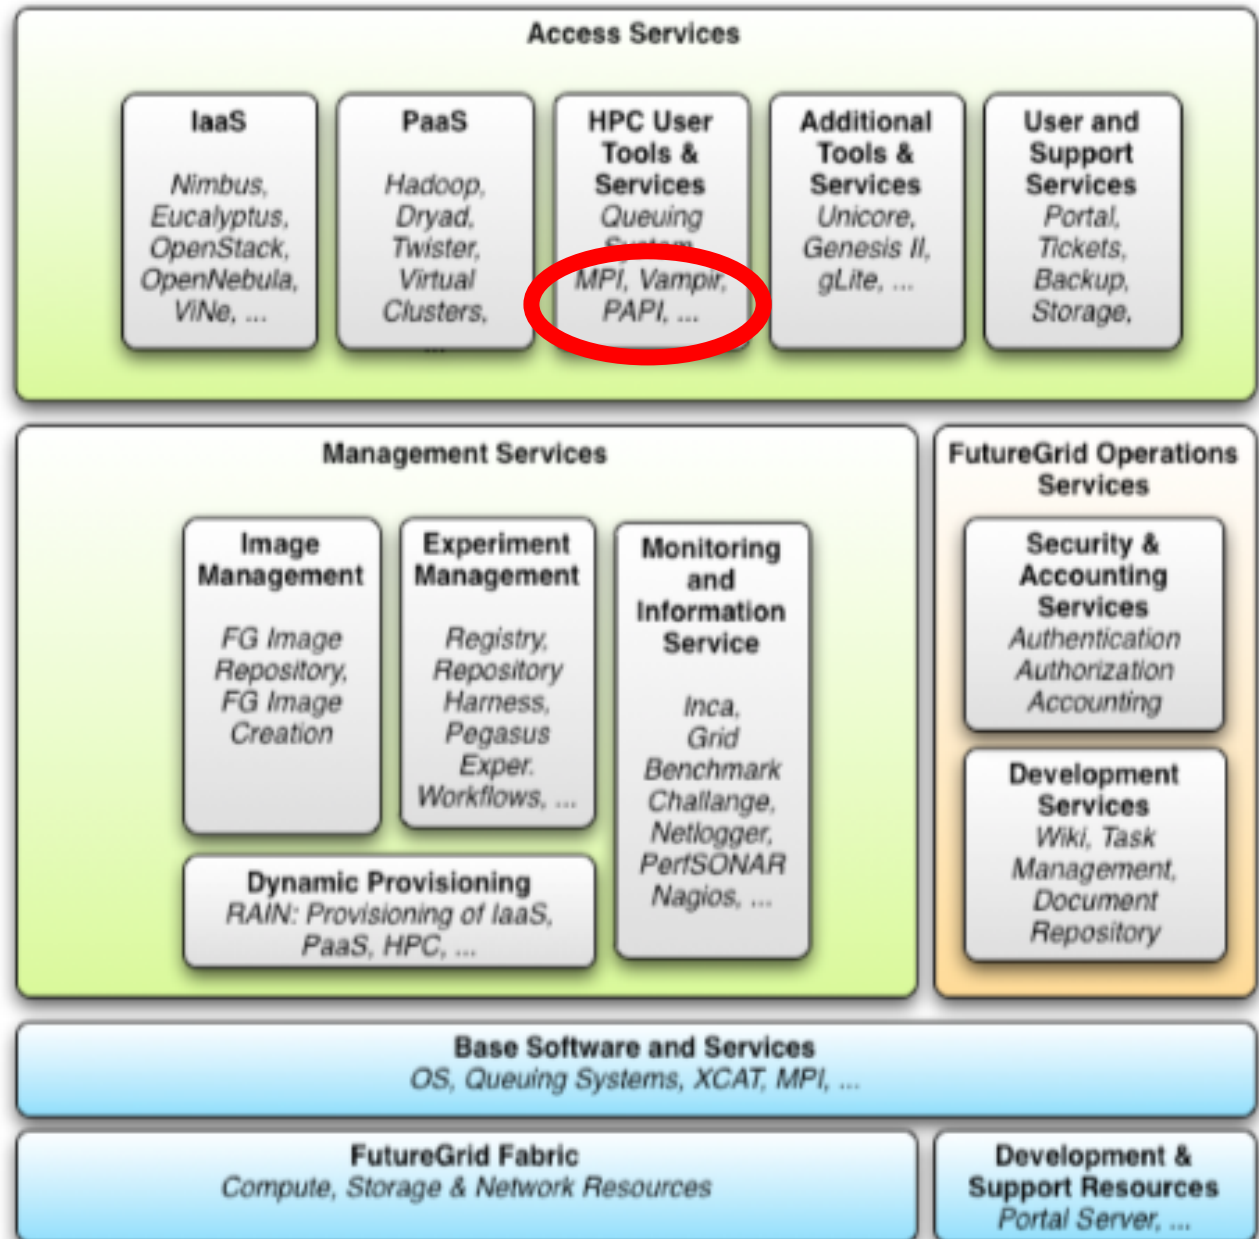 Access Services
IaaS
Nimbus,
Eucalyptus,
OpenStack,
OpenNebula,
ViNe, ...
PaaS
Hadoop,
Dryad,
Twister,
Virtual
Clusters,
...
HPC User
Tools &
Services
Queuing
System,
MPI, Vampir,
PAPI, ...
Additional
Tools &
Services
Unicore,
Genesis II,
gLite, ...
User and
Support
Services
Portal,
Tickets,
Backup,
Storage,
Management Services
Image
Management
FG Image
Repository,
FG Image
Creation
Experiment
Management
Registry,
Repository
Harness,
Pegasus
Exper.
Workflows, ...
Monitoring
and
Information
Service
Inca,
Grid
Benchmark
Challange,
Netlogger,
PerfSONAR
Nagios, ...
Dynamic Provisioning
RAIN: Provisioning of IaaS,
PaaS, HPC, ...
FutureGrid Operations
Services
Security &
Accounting
Services
Authentication
Authorization
Accounting
Development
Services
Wiki, Task
Management,
Document
Repository
Base Software and Services
OS, Queuing Systems, XCAT, MPI, ...
FutureGrid Fabric
Compute, Storage & Network Resources
Development &
Support Resources
Portal Server, ...